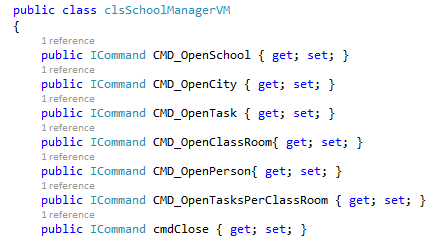 public class clsSchoolManagerVM
{
1 reference
public ICommand CMD_OpenSchool { get; set; }
1 reference
public ICommand CMD_OpenCity { get; set; }
1 reference
public ICommand CMD_OpenTask { get; set; }
1 reference
public ICommand CMD_OpenClassRoom{ get; set; }
1 reference
public ICommand CMD_OpenPerson{ get; set; }
1 reference
public ICommand CMD_OpenTasksPerClassRoom { get; set; }
1 reference
public ICommand cmdClose { get; set; }